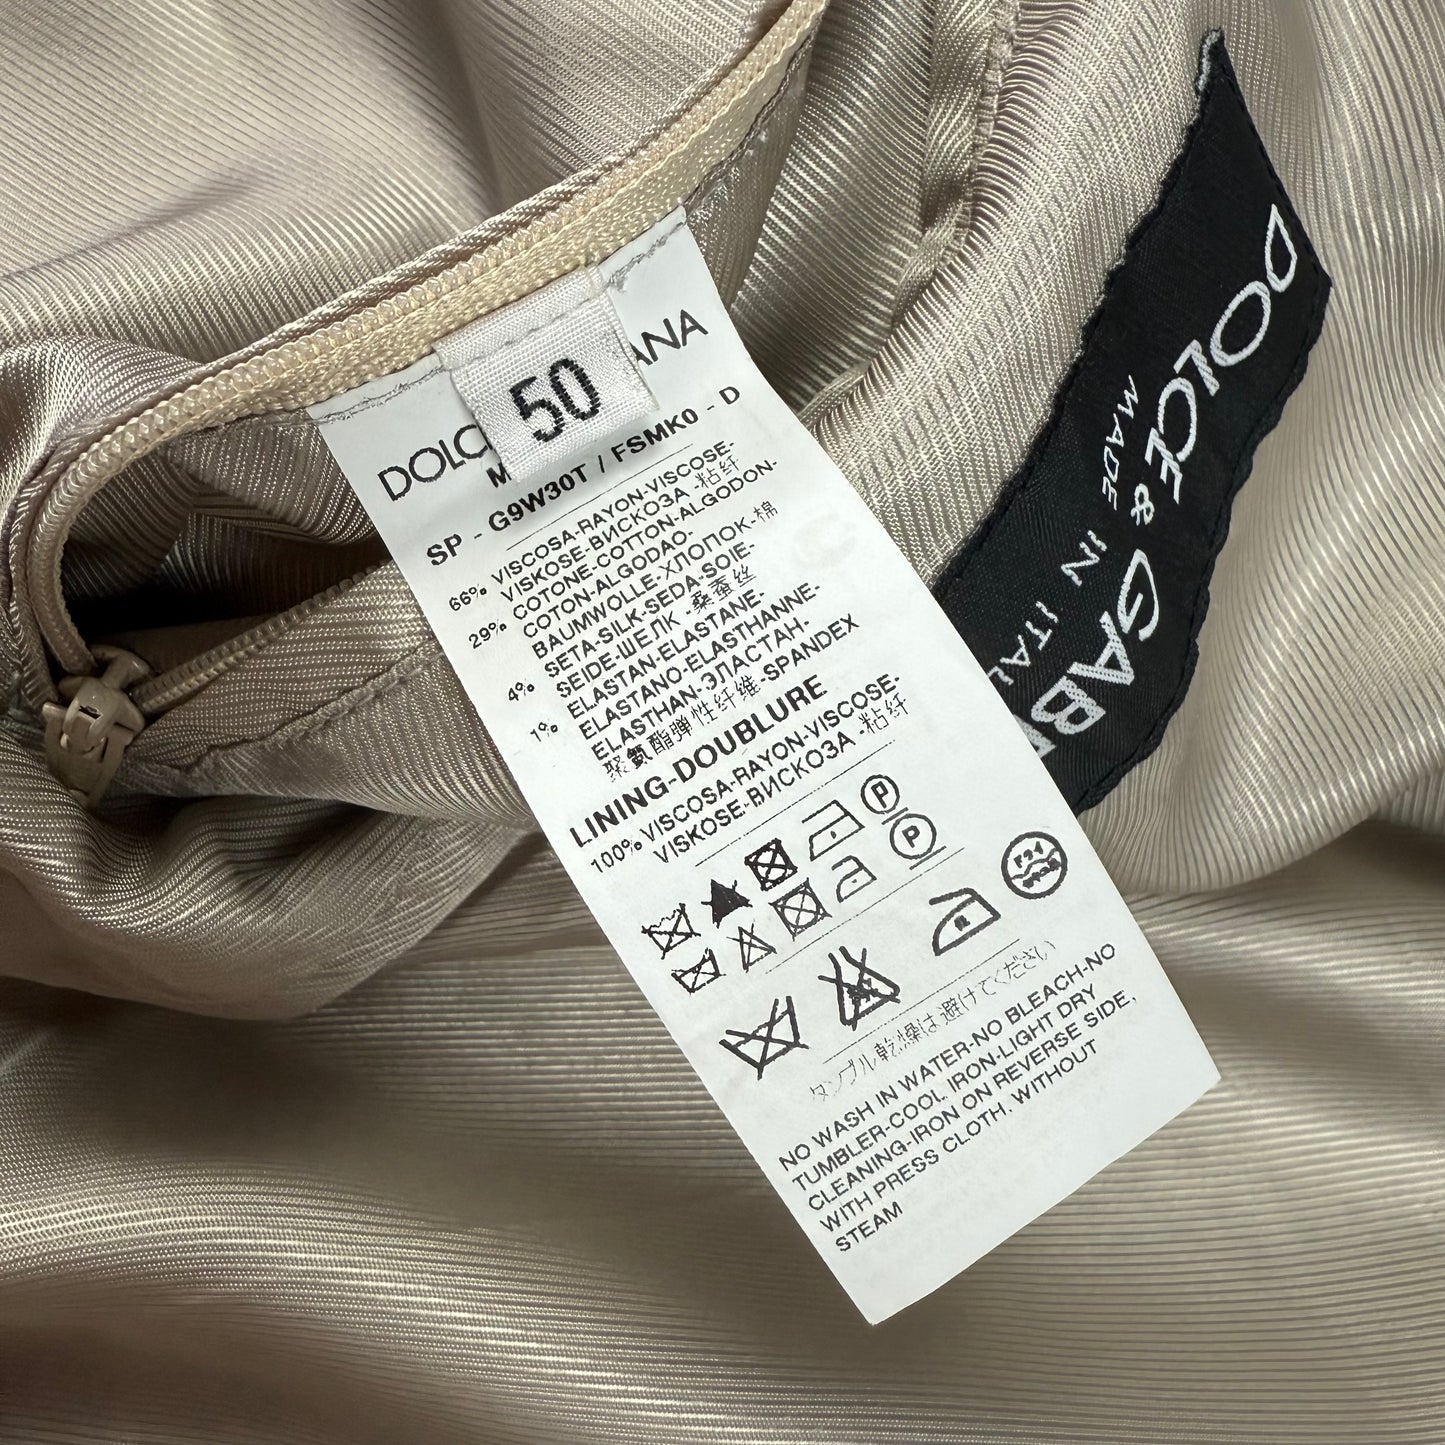 50
DOLC ANA
M
SP - G9W30T / FSMK0 - D
66% VISCOSA-RAYON-VISCOSE-
VISKOSE-ВИСКОЗА -粘纤
29% COTONE-COTTON-ALGODON-
COTON-ALGODAO-
BAUMWOLLE-ХЛОПОК-棉
4% SETA-SILK-SEDA-SOIE-
SEIDE-ШЕЛК -桑蚕丝
1% ELASTAN-ELASTANE-
ELASTANO-ELASTHANNE-
ELASTHAN-ЭЛАСТАН-
聚氨酯弹性纤维-SPANDEX
LINING-DOUBLURE
100% VISCOSA-RAYON-VISCOSE-
VISKOSE-ВИСКОЗА -粘纤
P
P
ドライ
タンブル乾燥は避けてください
NO WASH IN WATER-NO BLEACH-NO
TUMBLER-COOL IRON-LIGHT DRY
CLEANING-IRON ON REVERSE SIDE,
WITH PRESS CLOTH, WITHOUT
STEAM
DOLCE & GABB
MADE IN ITAL